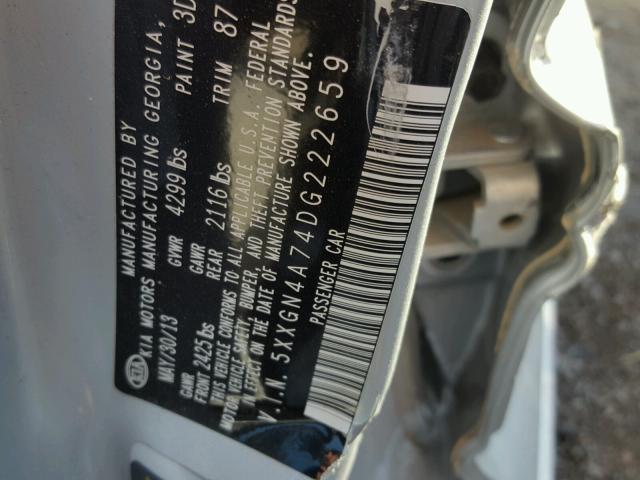 KIA
MANUFACTURED BY
KIA MOTORS MANUFACTURING GEORGIA,
MAY/30/13 GVWR 4299 lbs PAINT 3D
GAWR FRONT 2425 lbs GAWR REAR 2116 lbs TRIM 87
THIS VEHICLE CONFORMS TO ALL APPLICABLE U.S.A. FEDERAL
MOTOR VEHICLE SAFETY, BUMPER, AND THEFT PREVENTION STANDARDS
IN EFFECT ON THE DATE OF MANUFACTURE SHOWN ABOVE.
V.I.N. 5XXGN4A74DG222659
PASSENGER CAR